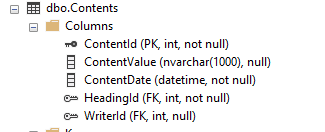 dbo.Contents
Columns
ContentId (PK, int, not null)
ContentValue (nvarchar(1000), null)
ContentDate (datetime, not null)
HeadingId (FK, int, not null)
WriterId (FK, int, null)